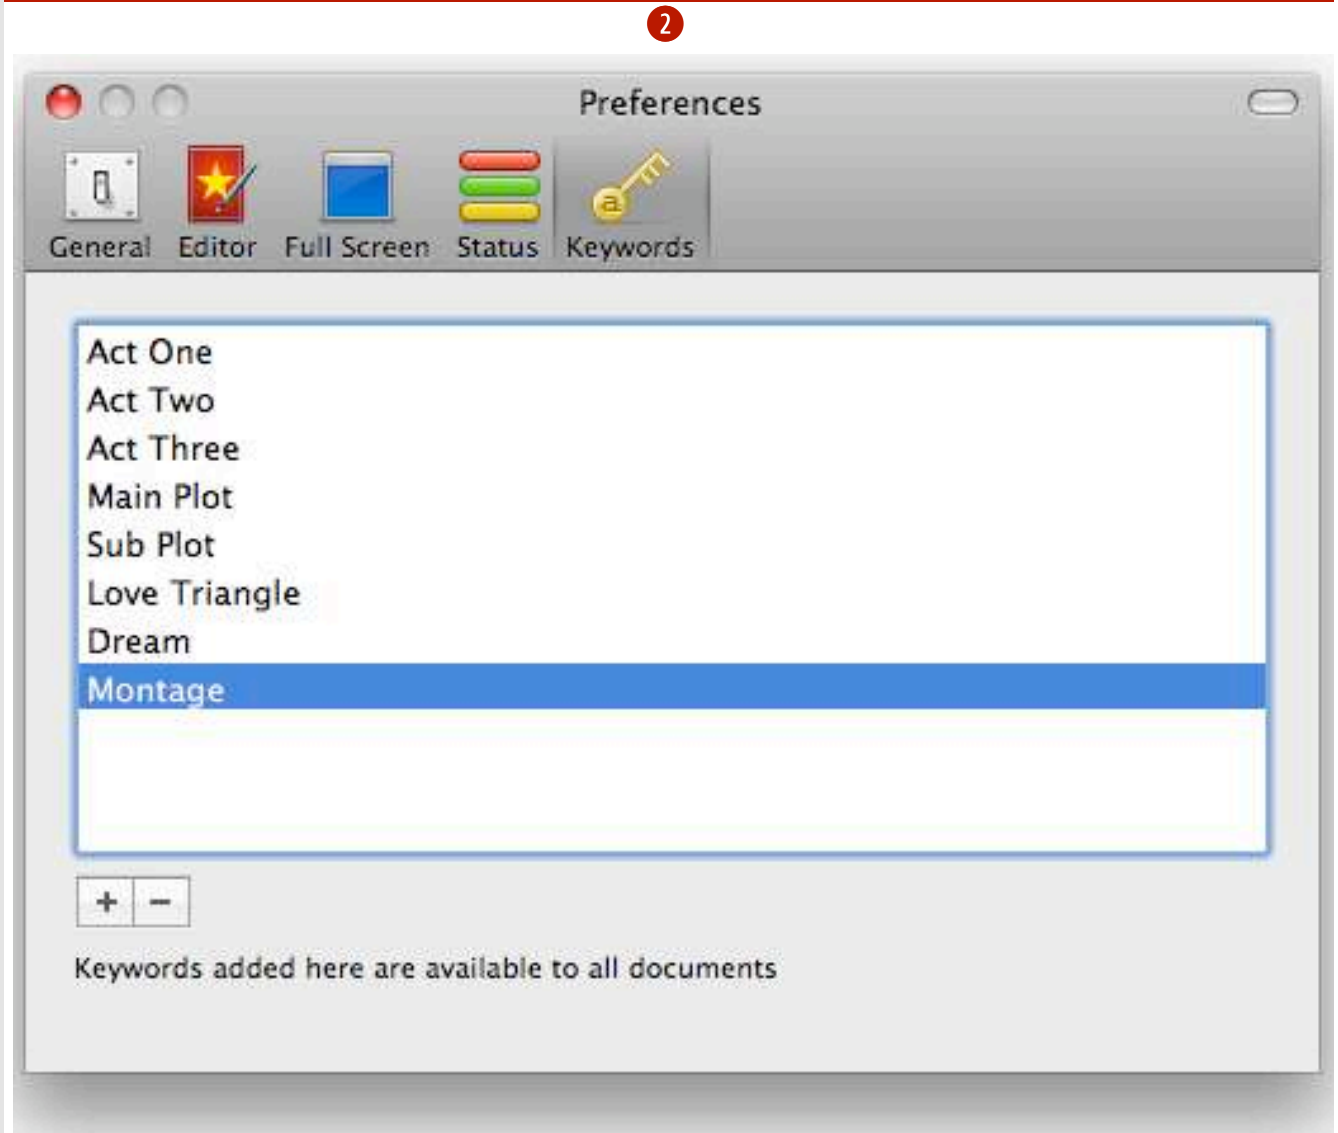 2
Preferences
General Editor Full Screen Status Keywords
Act One
Act Two
Act Three
Main Plot
Sub Plot
Love Triangle
Dream
Montage
+ −
Keywords added here are available to all documents